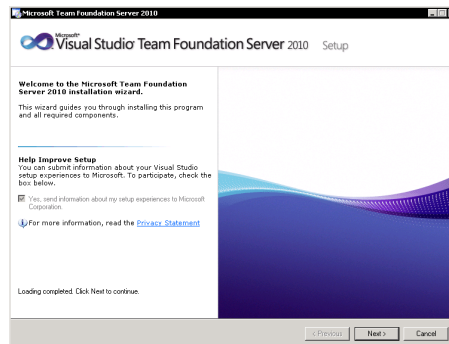 Microsoft Team Foundation Server 2010
Microsoft®
Visual Studio® Team Foundation Server 2010 Setup
Welcome to the Microsoft Team Foundation
Server 2010 installation wizard.
This wizard guides you through installing this program
and all required components.
Help Improve Setup
You can submit information about your Visual Studio
setup experiences to Microsoft. To participate, check the
box below.
Yes, send information about my setup experiences to Microsoft
Corporation.
For more information, read the Privacy Statement
Loading completed. Click Next to continue.
< Previous
Next >
Cancel